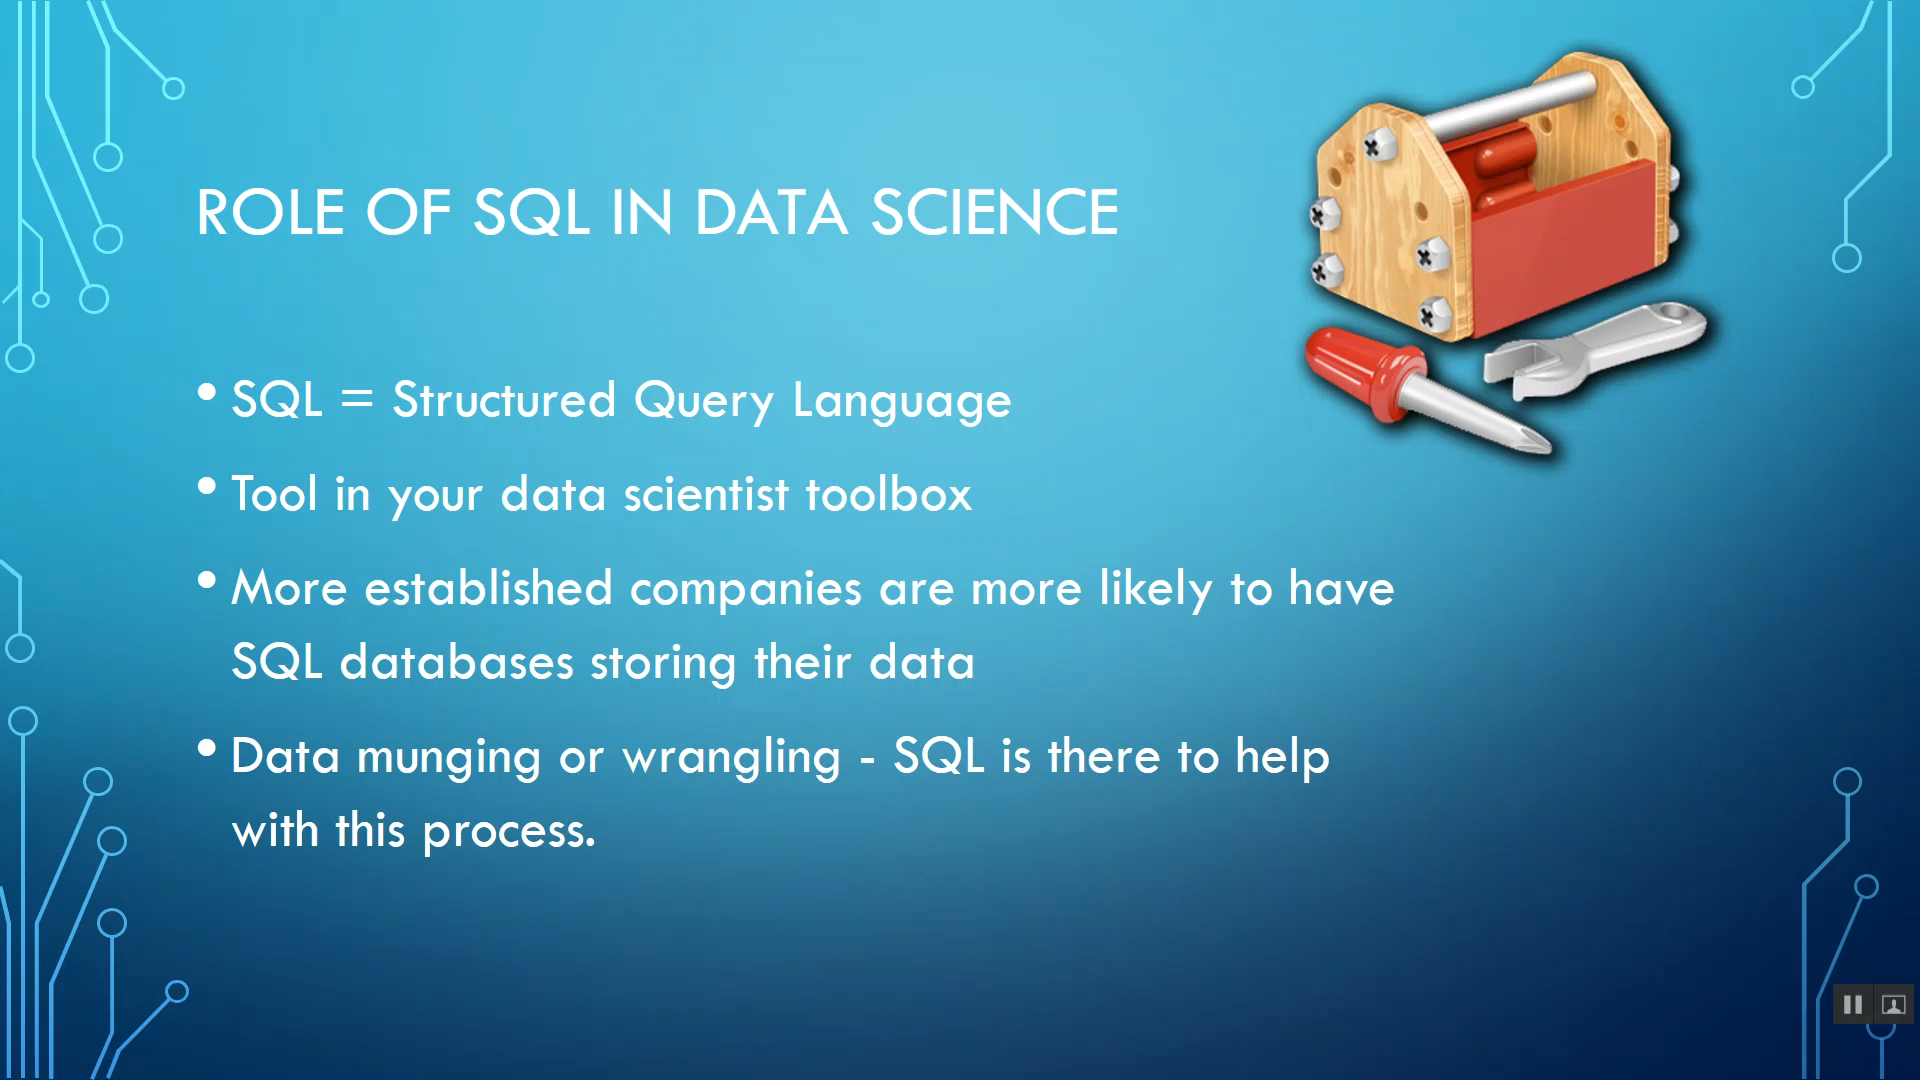 ROLE OF SQL IN DATA SCIENCE
• SQL = Structured Query Language
• Tool in your data scientist toolbox
• More established companies are more likely to have
SQL databases storing their data
• Data munging or wrangling - SQL is there to help
with this process.